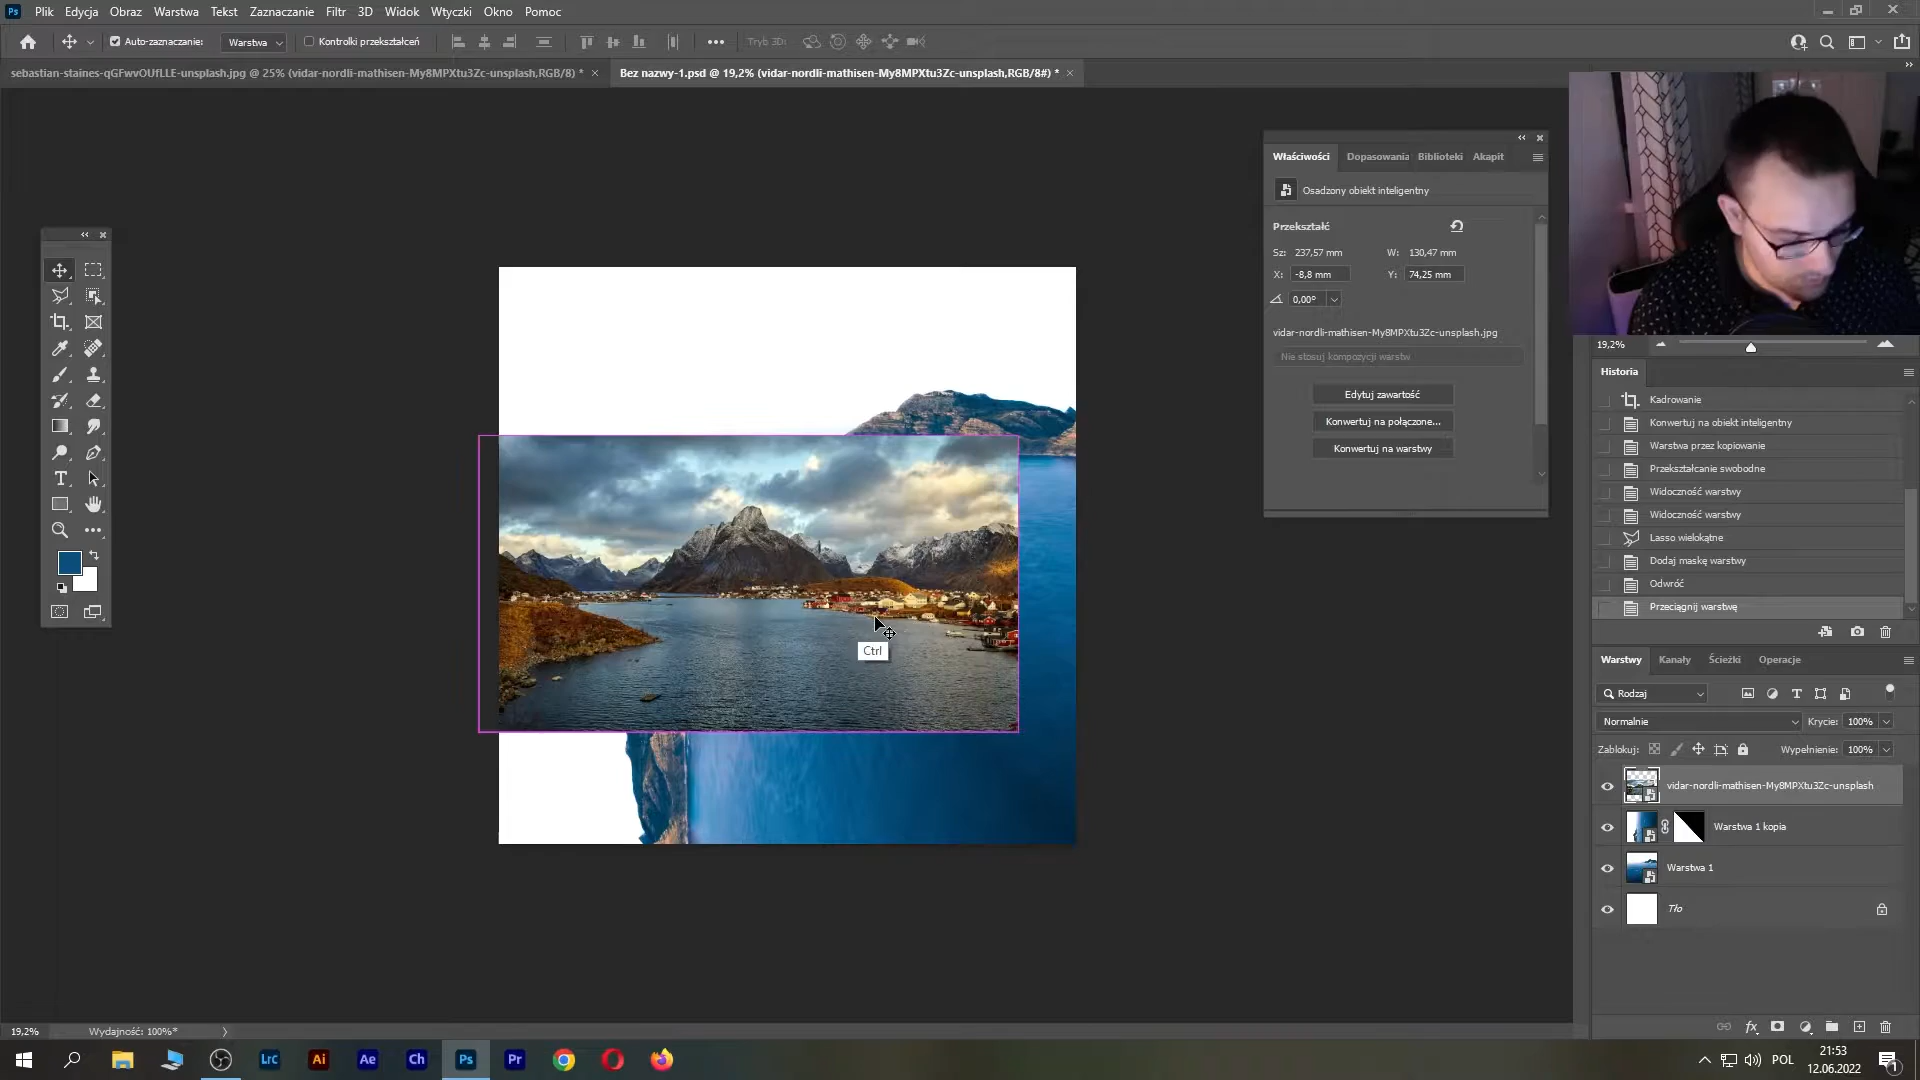 Ps Plik Edycja Obraz Warstwa Tekst Zaznaczanie Filtr 3D Widok Wtyczki Okno Pomoc
Auto-zaznaczanie: Warstwa Kontrolki przekształceń Tryb 3D:
sebastian-staines-qGFwvOUfLLE-unsplash.jpg @ 25% (vidar-nordli-mathisen-My8MPXtu3Zc-unsplash,RGB/8) * Bez nazwy-1.psd @ 19,2% (vidar-nordli-mathisen-My8MPXtu3Zc-unsplash,RGB/8#) *
Właściwości Dopasowania Biblioteki Akapit
Osadzony obiekt inteligentny
Przekształć
Sz: 237,57 mm W: 130,47 mm
X: -8,8 mm Y: 74,25 mm
0,00°
vidar-nordli-mathisen-My8MPXtu3Zc-unsplash.jpg
Nie stosuj kompozycji warstw
Edytuj zawartość
Konwertuj na połączone...
Konwertuj na warstwy
Ctrl
19,2%
Historia
Kadrowanie
Konwertuj na obiekt inteligentny
Warstwa przez kopiowanie
Przekształcanie swobodne
Widoczność warstwy
Widoczność warstwy
Lasso wielokątne
Dodaj maskę warstwy
Odwróć
Przeciągnij warstwę
Warstwy Kanały Ścieżki Operacje
Rodzaj
Normalnie Krycie: 100%
Zablokuj: Wypełnienie: 100%
vidar-nordli-mathisen-My8MPXtu3Zc-unsplash
Warstwa 1 kopia
Warstwa 1
Tło
fx
19,2% Wydajność: 100%*
LrC Ai Ae Ch Ps Pr
POL
21:53
12.06.2022
1